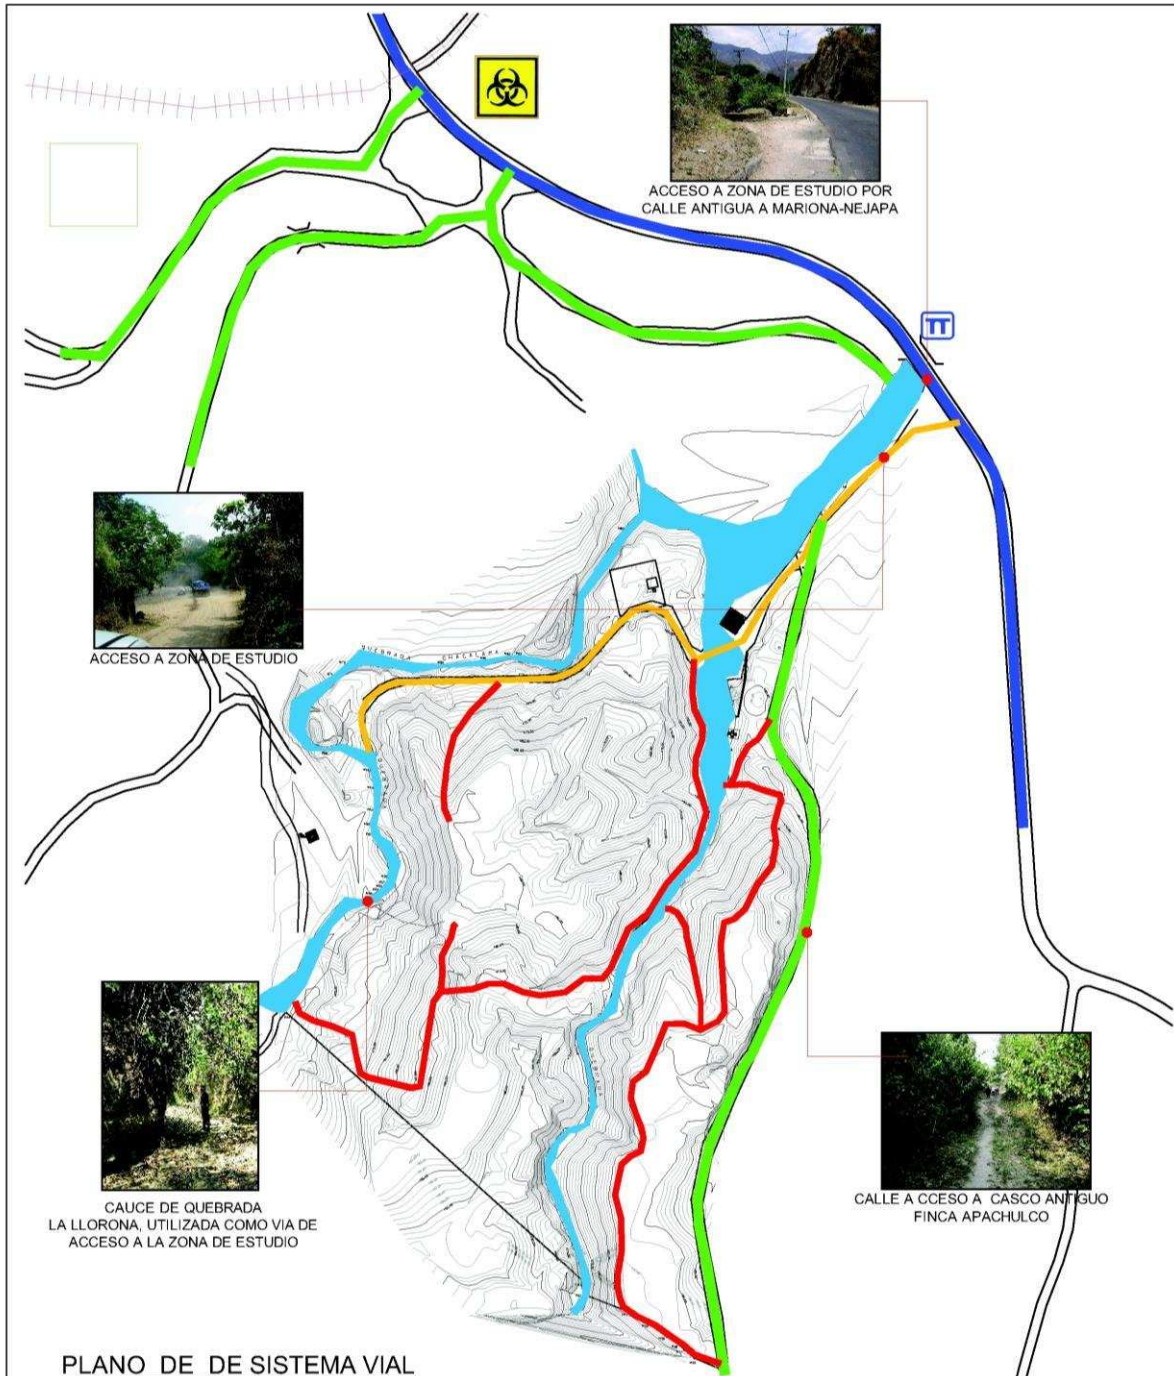 ACCESO A ZONA DE ESTUDIO POR
CALLE ANTIGUA A MARIONA-NEJAPA
ACCESO A ZONA DE ESTUDIO
QUEBRADA CHACALAPA
QUEBRADA
QUEBRADA
CAUCE DE QUEBRADA
LA LLORONA, UTILIZADA COMO VIA DE
ACCESO A LA ZONA DE ESTUDIO
CALLE A CCESO A CASCO ANTIGUO
FINCA APACHULCO
PLANO DE DE SISTEMA VIAL